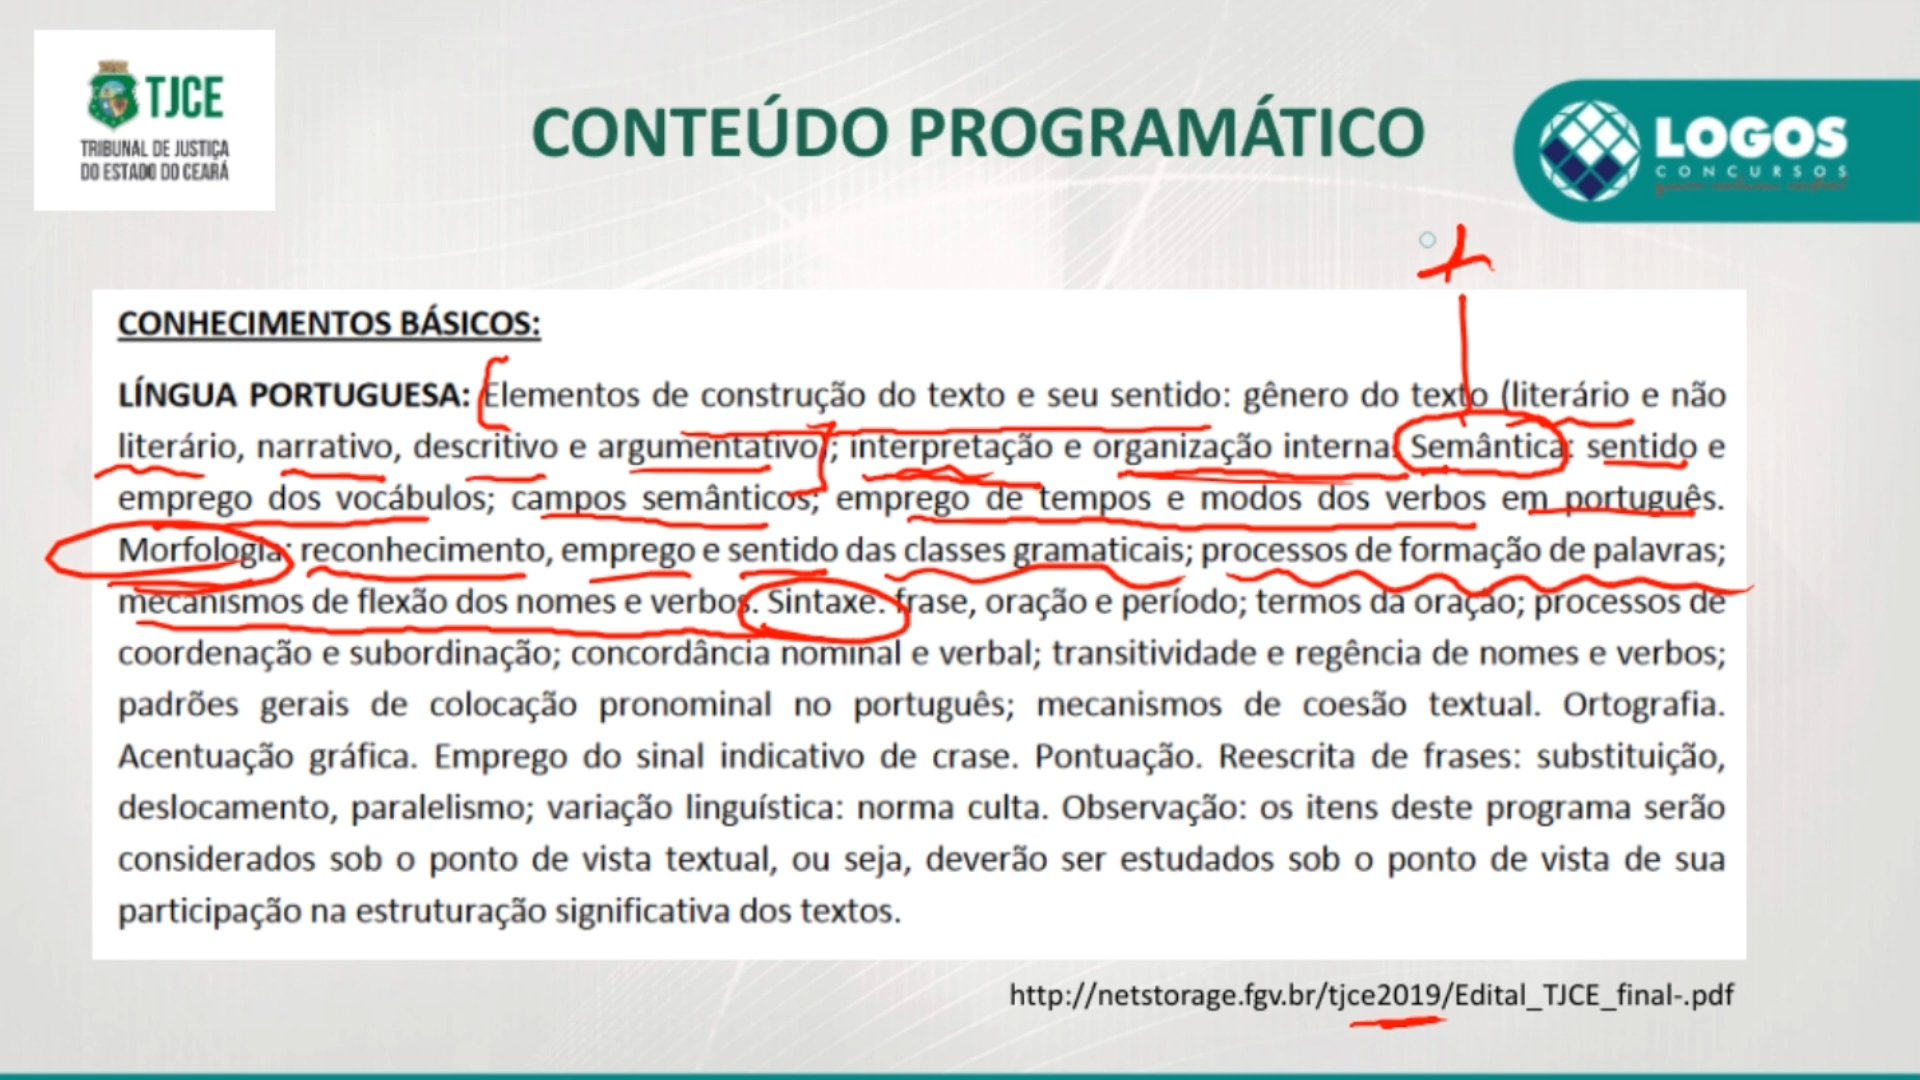 TJCE
TRIBUNAL DE JUSTIÇA
DO ESTADO DO CEARÁ
CONTEÚDO PROGRAMÁTICO
LOGOS
CONCURSOS
CONHECIMENTOS BÁSICOS:
LÍNGUA PORTUGUESA: Elementos de construção do texto e seu sentido: gênero do texto (literário e não
literário, narrativo, descritivo e argumentativo); interpretação e organização interna. Semântica: sentido e
emprego dos vocábulos; campos semânticos; emprego de tempos e modos dos verbos em português.
Morfologia: reconhecimento, emprego e sentido das classes gramaticais; processos de formação de palavras;
mecanismos de flexão dos nomes e verbos. Sintaxe: frase, oração e período; termos da oração; processos de
coordenação e subordinação; concordância nominal e verbal; transitividade e regência de nomes e verbos;
padrões gerais de colocação pronominal no português; mecanismos de coesão textual. Ortografia.
Acentuação gráfica. Emprego do sinal indicativo de crase. Pontuação. Reescrita de frases: substituição,
deslocamento, paralelismo; variação linguística: norma culta. Observação: os itens deste programa serão
considerados sob o ponto de vista textual, ou seja, deverão ser estudados sob o ponto de vista de sua
participação na estruturação significativa dos textos.
http://netstorage.fgv.br/tjce2019/Edital_TJCE_final-.pdf